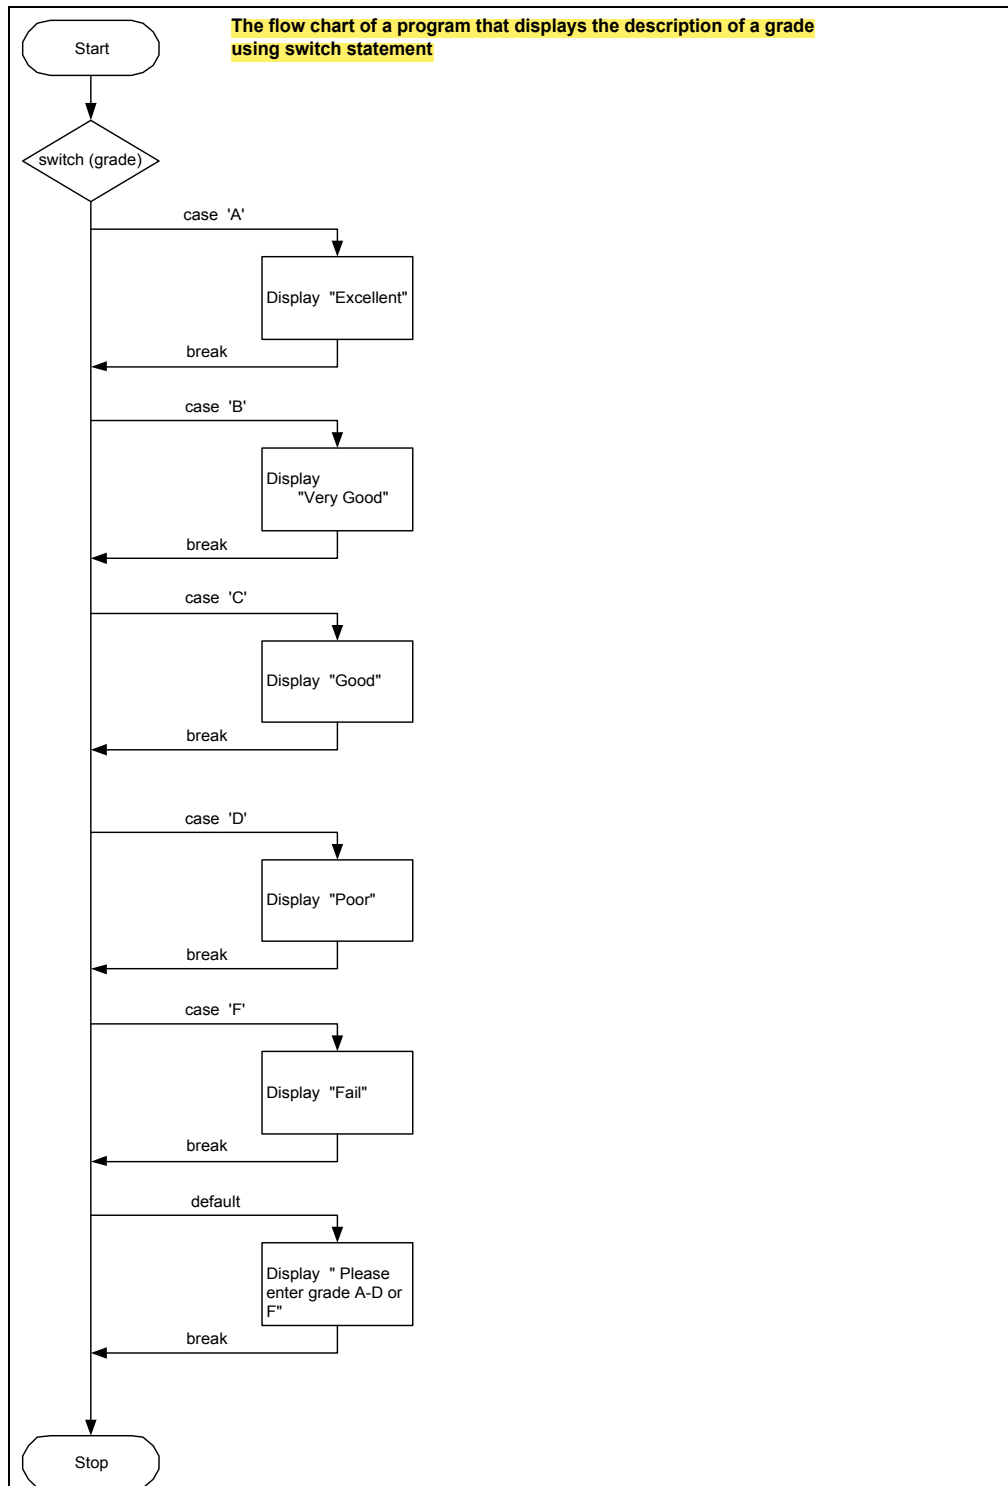 The flow chart of a program that displays the description of a grade
using switch statement
Start
switch (grade)
case  'A'
Display  "Excellent"
break
case  'B'
Display
"Very Good"
break
case  'C'
Display  "Good"
break
case  'D'
Display  "Poor"
break
case  'F'
Display  "Fail"
break
default
Display  " Please
enter grade A-D or
F"
break
Stop